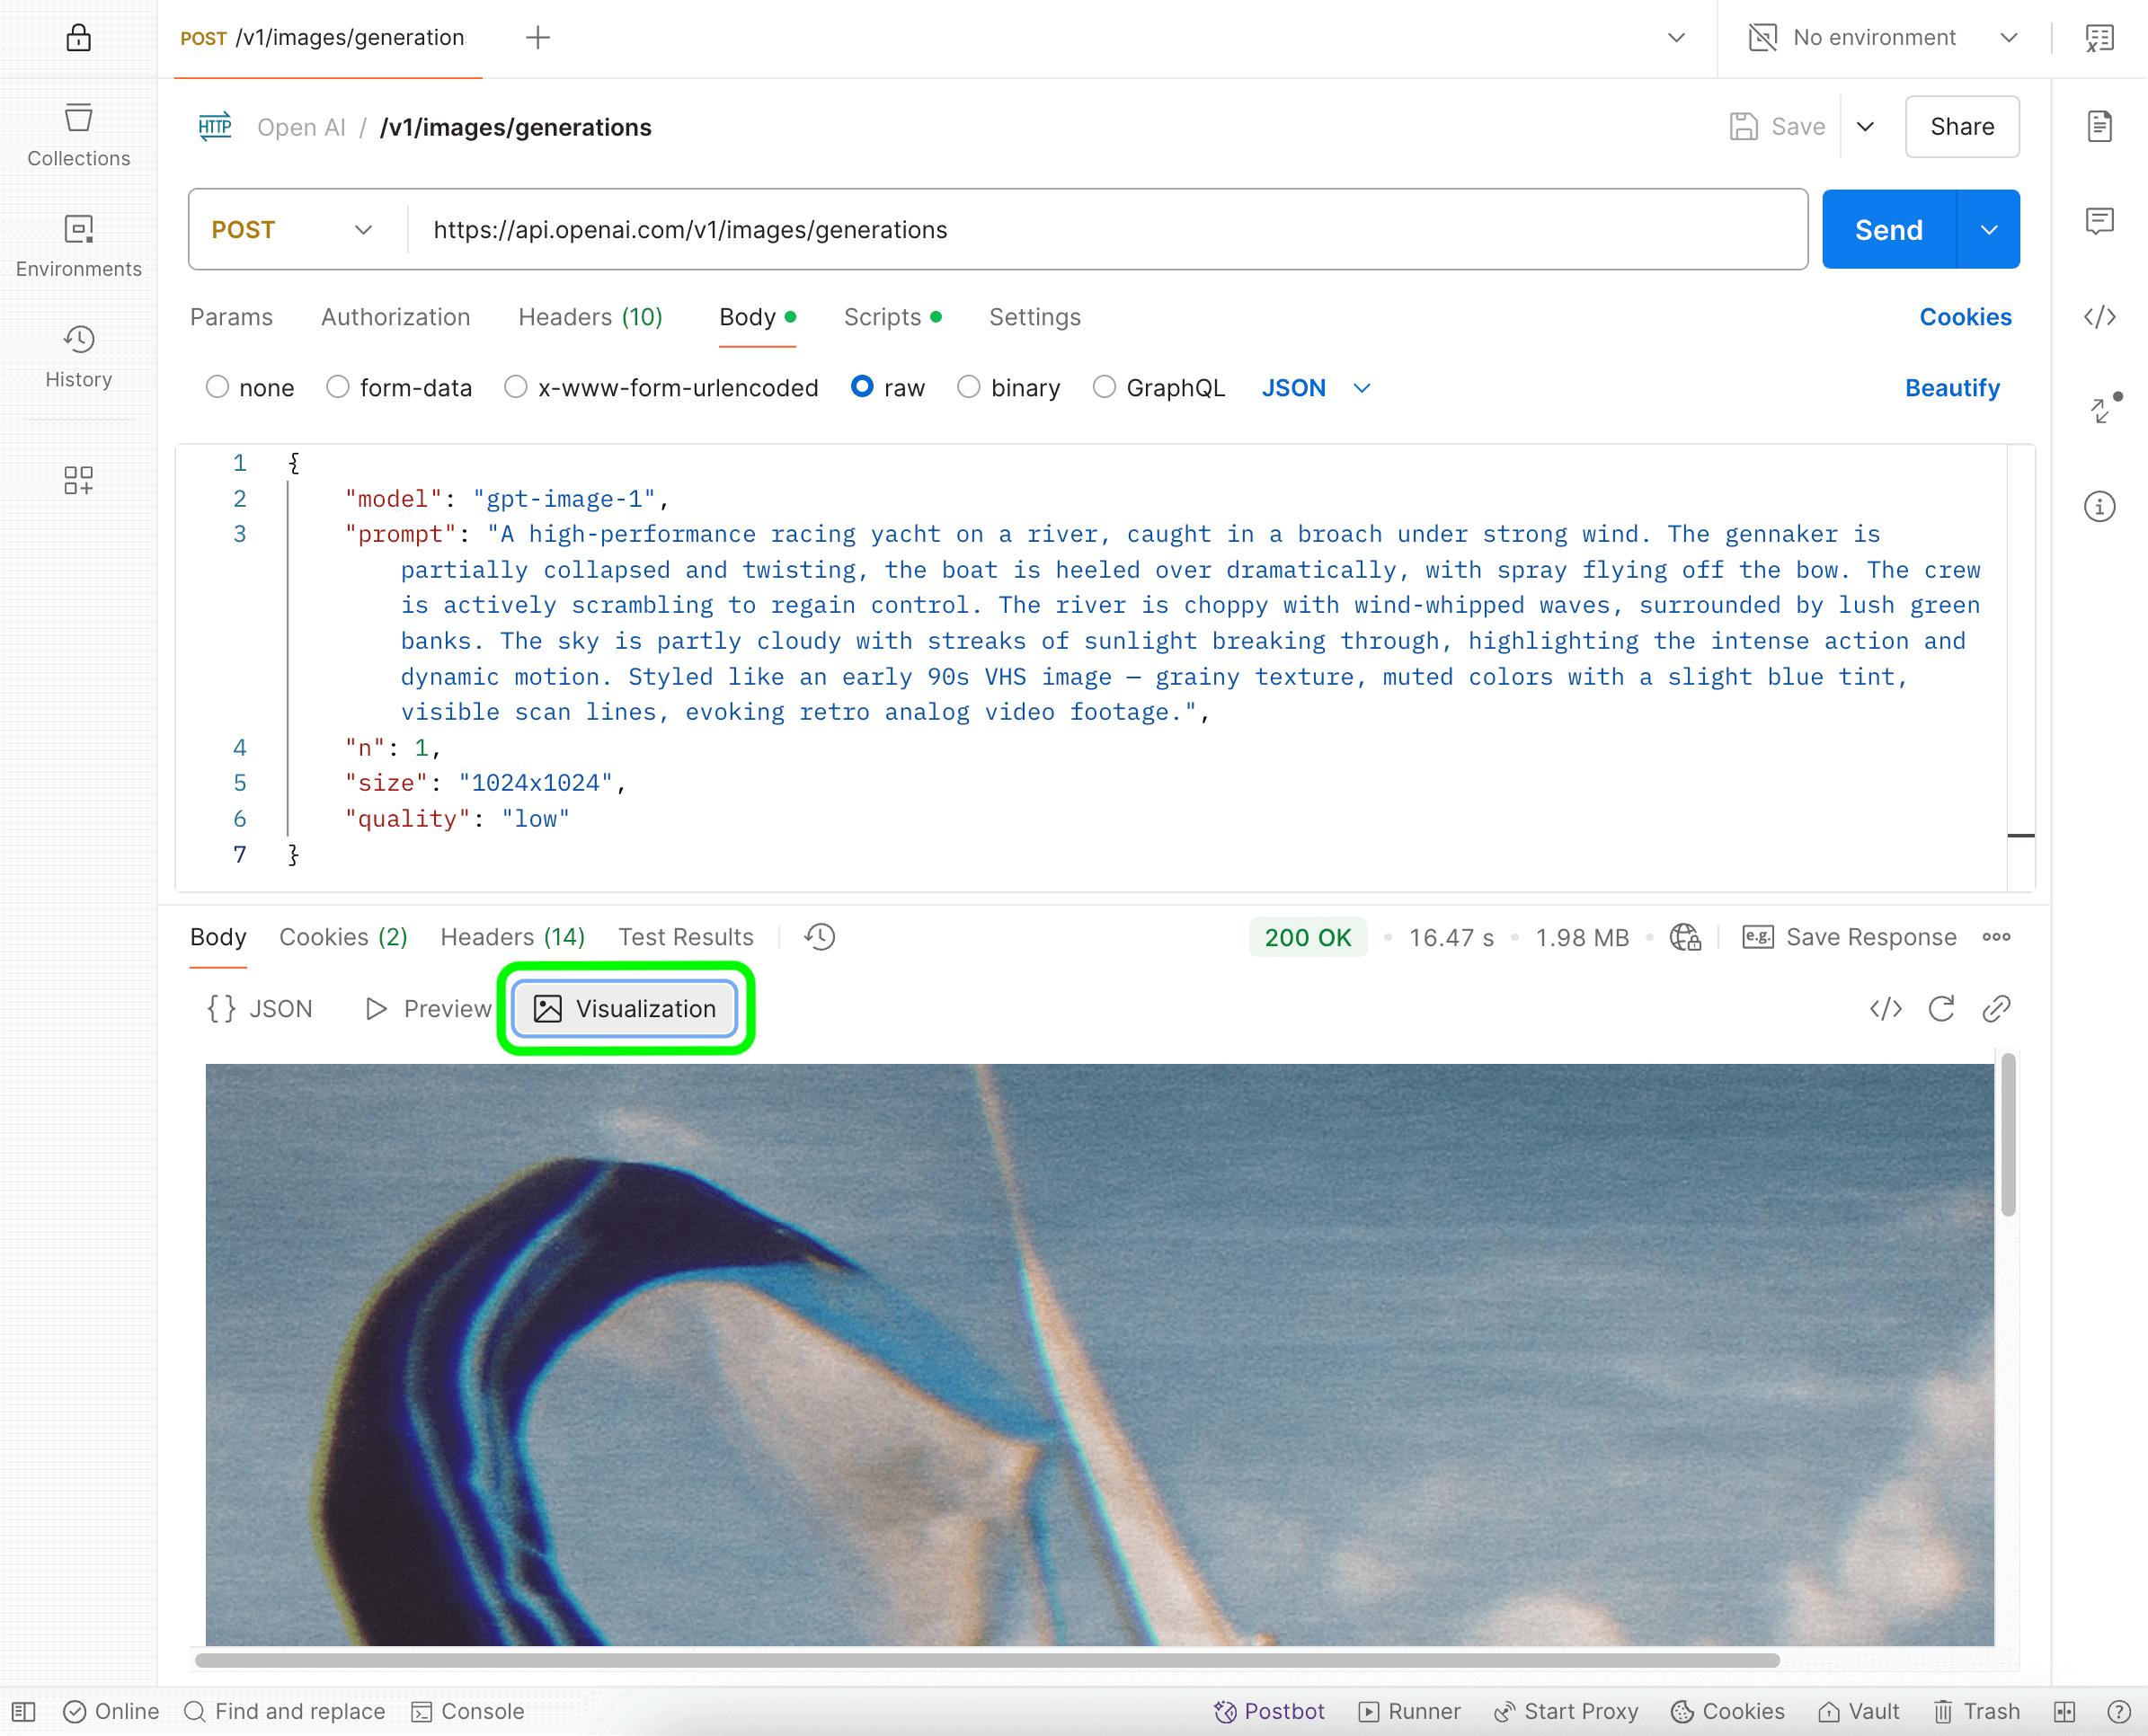 POST /v1/images/generation
No environment
Collections
Environments
History
HTTP Open AI / /v1/images/generations
Save
Share
POST
https://api.openai.com/v1/images/generations
Send
Params
Authorization
Headers (10)
Body
Scripts
Settings
Cookies
none
form-data
x-www-form-urlencoded
raw
binary
GraphQL
JSON
Beautify
1 {
2 "model": "gpt-image-1",
3 "prompt": "A high-performance racing yacht on a river, caught in a broach under strong wind. The gennaker is
partially collapsed and twisting, the boat is heeled over dramatically, with spray flying off the bow. The crew
is actively scrambling to regain control. The river is choppy with wind-whipped waves, surrounded by lush green
banks. The sky is partly cloudy with streaks of sunlight breaking through, highlighting the intense action and
dynamic motion. Styled like an early 90s VHS image — grainy texture, muted colors with a slight blue tint,
visible scan lines, evoking retro analog video footage.",
4 "n": 1,
5 "size": "1024x1024",
6 "quality": "low"
7 }
Body
Cookies (2)
Headers (14)
Test Results
200 OK
16.47 s
1.98 MB
e.g. Save Response
{} JSON
Preview
Visualization
Online
Find and replace
Console
Postbot
Runner
Start Proxy
Cookies
Vault
Trash